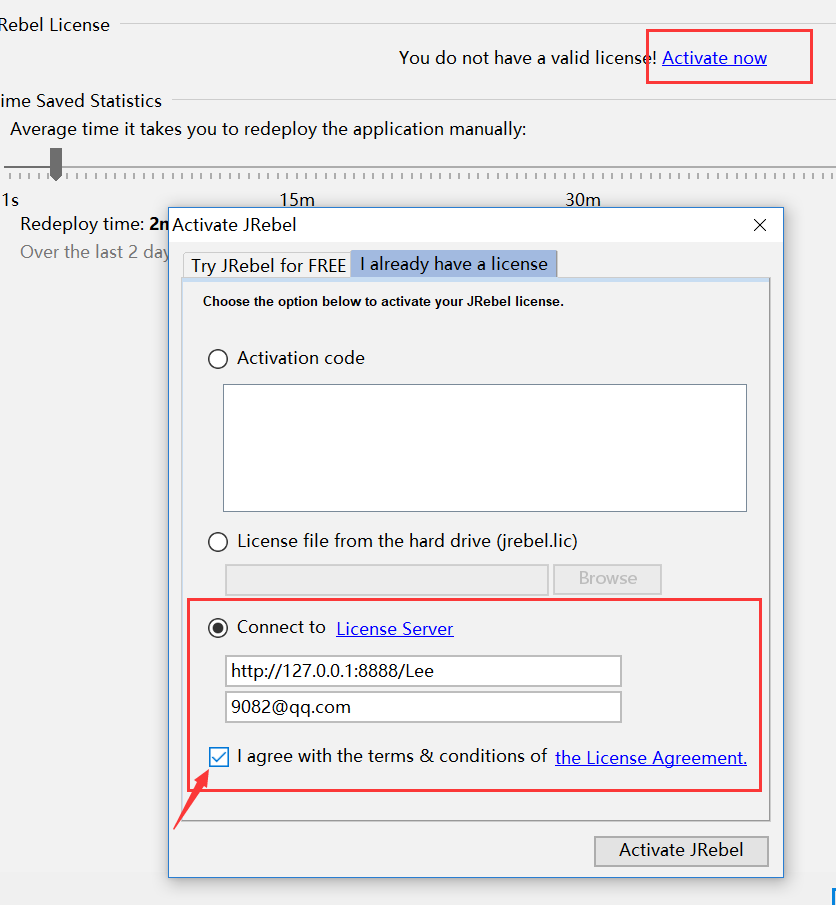 Rebel License
You do not have a valid license! Activate now
ime Saved Statistics
Average time it takes you to redeploy the application manually:
1s 15m 30m
Redeploy time: 2m
Over the last 2 day
Activate JRebel
Try JRebel for FREE I already have a license
Choose the option below to activate your JRebel license.
Activation code
License file from the hard drive (jrebel.lic)
Browse
Connect to License Server
http://127.0.0.1:8888/Lee
9082@qq.com
I agree with the terms & conditions of the License Agreement.
Activate JRebel